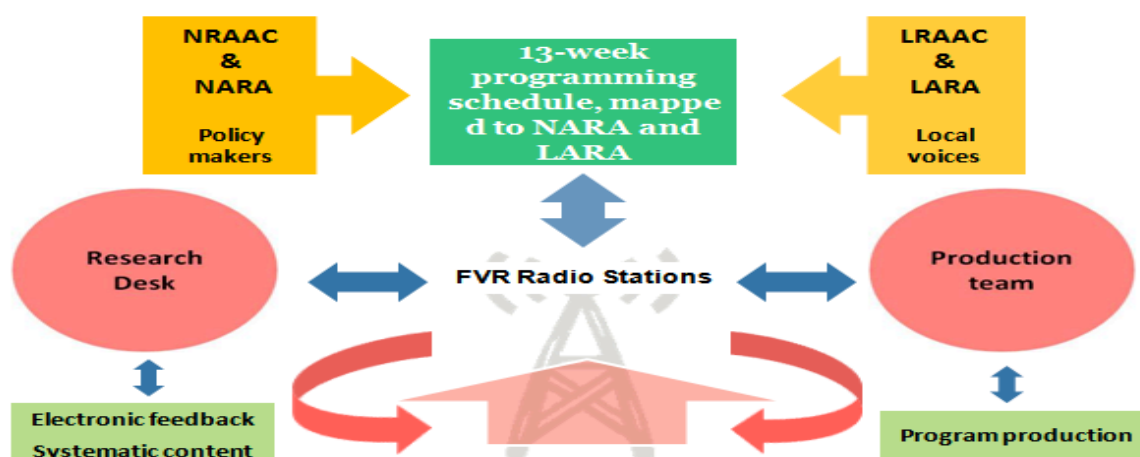 NRAAC
&
NARA
Policy
makers
13-week
programming
schedule, mappe
d to NARA and
LARA
LRAAC
&
LARA
Local
voices
Research
Desk
FVR Radio Stations
Production
team
Electronic feedback
Systematic content
Program production